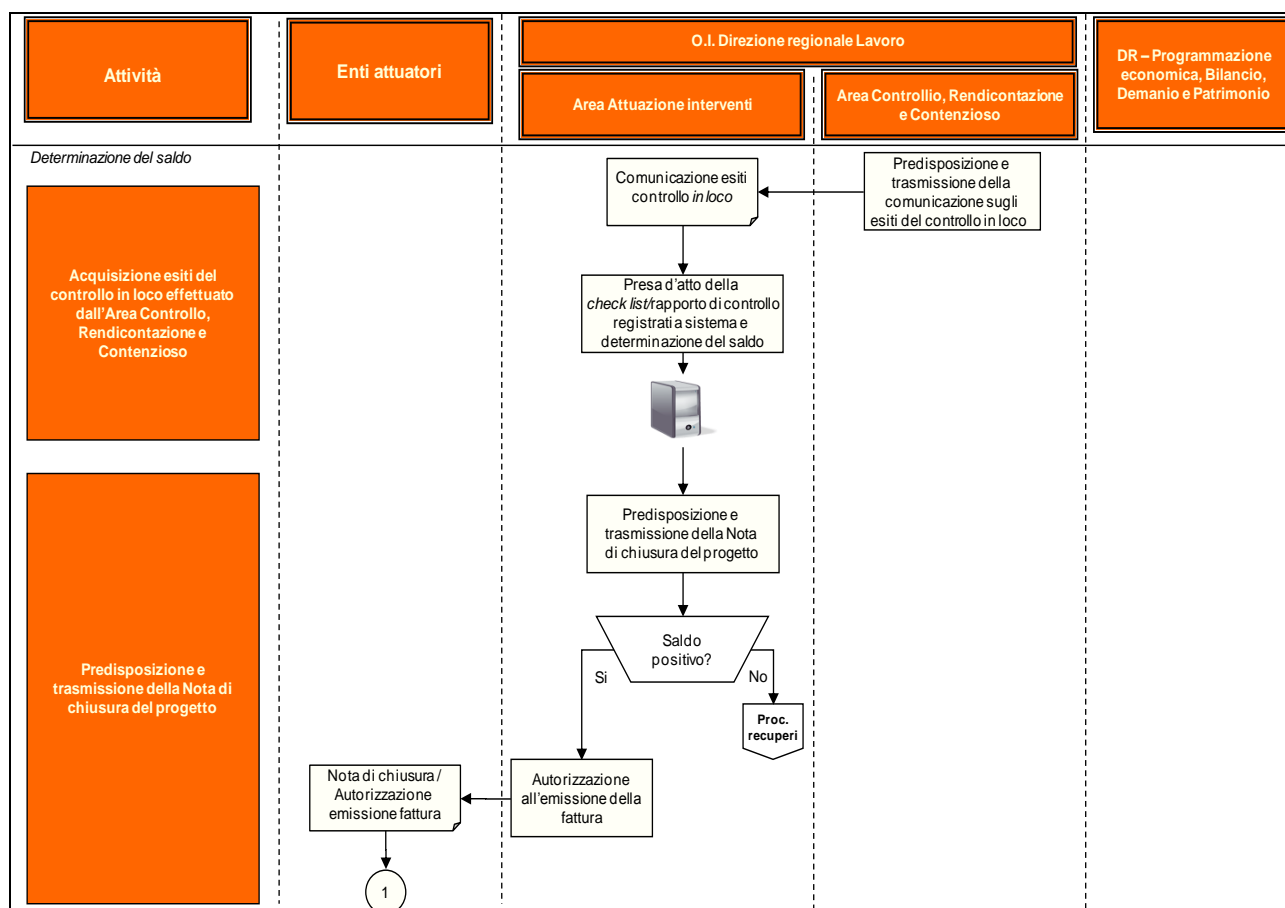 Attività
Enti attuatori
O.I. Direzione regionale Lavoro
Area Attuazione interventi
Area Controllio, Rendicontazione
e Contenzioso
DR – Programmazione
economica, Bilancio,
Demanio e Patrimonio
Determinazione del saldo
Acquisizione esiti del
controllo in loco effettuato
dall'Area Controllo,
Rendicontazione e
Contenzioso
Comunicazione esiti
controllo in loco
Predisposizione e
trasmissione della
comunicazione sugli
esiti del controllo in loco
Presa d'atto della
check list/rapporto di controllo
registrati a sistema e
determinazione del saldo
Predisposizione e
trasmissione della Nota di
chiusura del progetto
Predisposizione e
trasmissione della Nota
di chiusura del progetto
Saldo
positivo?
Si
No
Proc.
recuperi
Autorizzazione
all'emissione della
fattura
Nota di chiusura /
Autorizzazione
emissione fattura
1